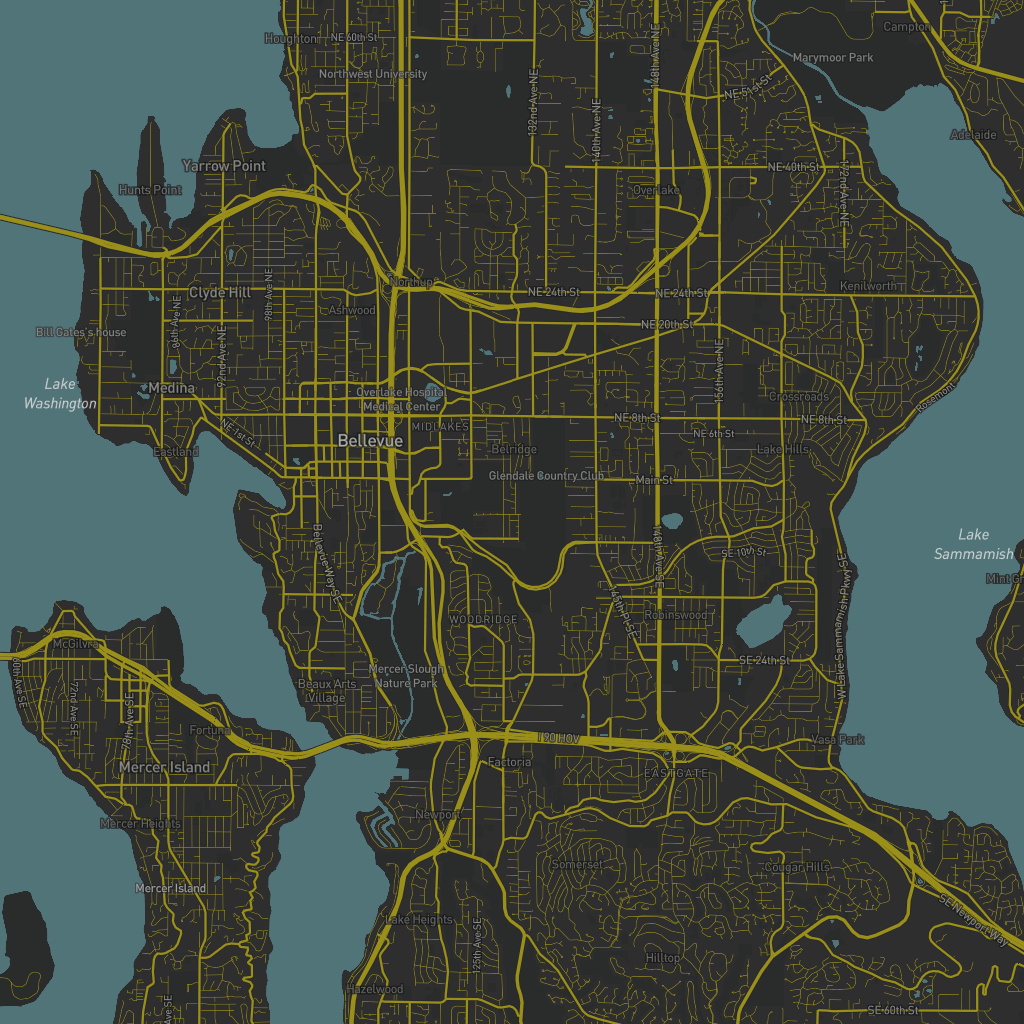 Houghton
NE 60th St
Campton
Northwest University
148th Ave NE
Marymoor Park
NE 51st St
132nd Ave NE
140th Ave NE
Adelaide
Yarrow Point
NE 40th St
Hunts Point
Overlake
172nd Ave NE
Northup
Clyde Hill
98th Ave NE
NE 24th St
NE 24th St
Kenilworth
Ashwood
86th Ave NE
NE 20th St
Bill Gates's house
92nd Ave NE
156th Ave NE
Lake
Washington
Medina
Overlake Hospital
Medical Center
Crossroads
Rosemont
NE 8th St
NE 8th St
MIDLAKES
NE 1st St
NE 6th St
Bellevue
Eastland
Belridge
Lake Hills
Glendale Country Club
Main St
Lake
Sammamish
Bellevue Way SE
148th Ave SE
SE 10th St
Mint G
145th Pl SE
WOODRIDGE
Robinswood
W Lake Sammamish Pkwy SE
McGilvra
60th Ave SE
SE 24th St
Mercer Slough
Nature Park
Beaux Arts
Village
72nd Ave SE
78th Ave SE
Fortuna
I 90 HOV
Vasa Park
Mercer Island
Factoria
EASTGATE
Newport
Mercer Heights
Somerset
Cougar Hills
Mercer Island
SE Newport Way
Lake Heights
125th Ave SE
Hilltop
Hazelwood
Ave SE
SE 60th St